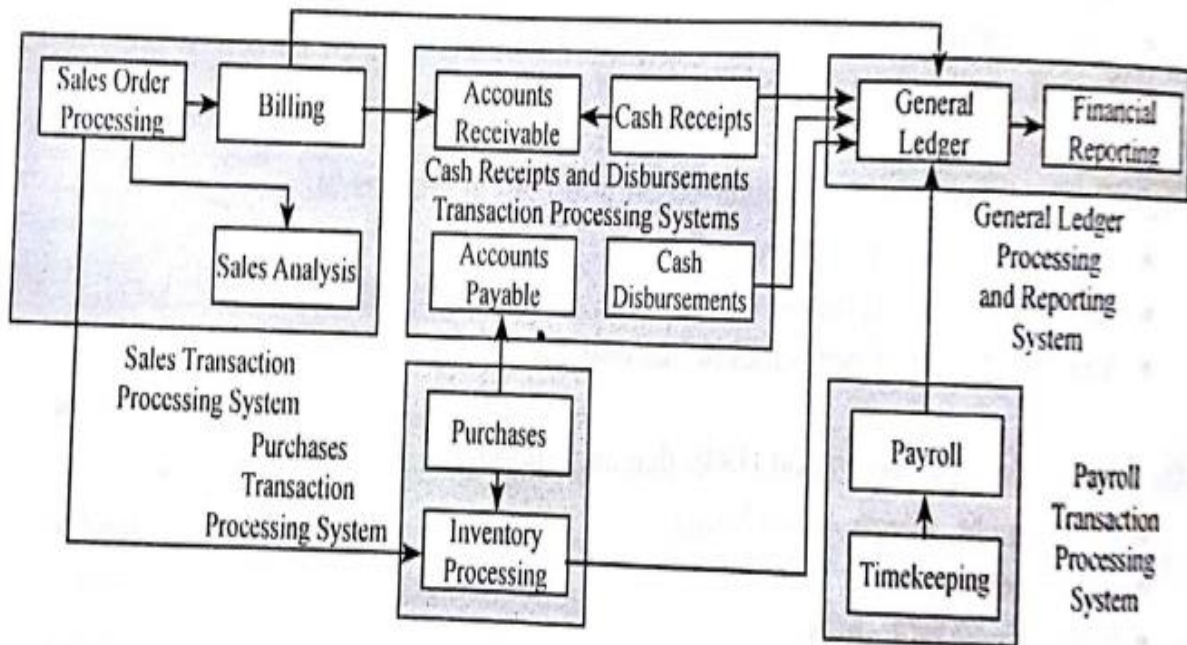 Sales Order
Processing
Billing
Sales Analysis
Sales Transaction
Processing System
Accounts
Receivable
Cash Receipts
Cash Receipts and Disbursements
Transaction Processing Systems
Accounts
Payable
Cash
Disbursements
General
Ledger
Financial
Reporting
General Ledger
Processing
and Reporting
System
Purchases
Transaction
Processing System
Purchases
Inventory
Processing
Payroll
Timekeeping
Payroll
Transaction
Processing
System